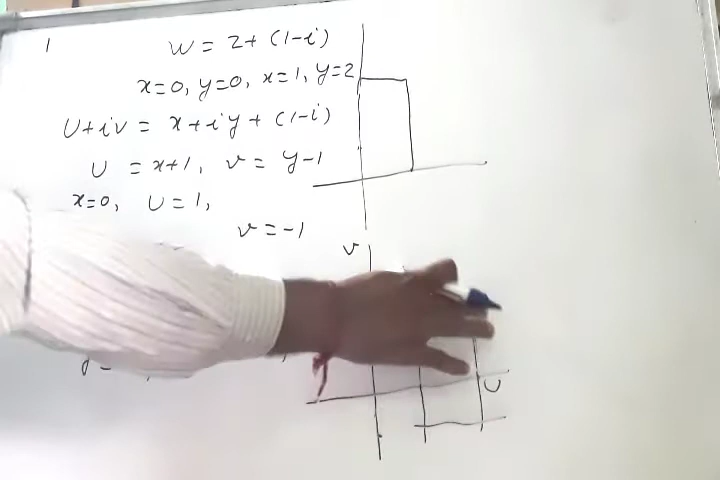 1
w = z + (1-i)
x=0, y=0, x=1, y=2
U+iv = x+iy + (1-i)
U = x+1, v = y-1
x=0, U=1,
v = -1
v
U